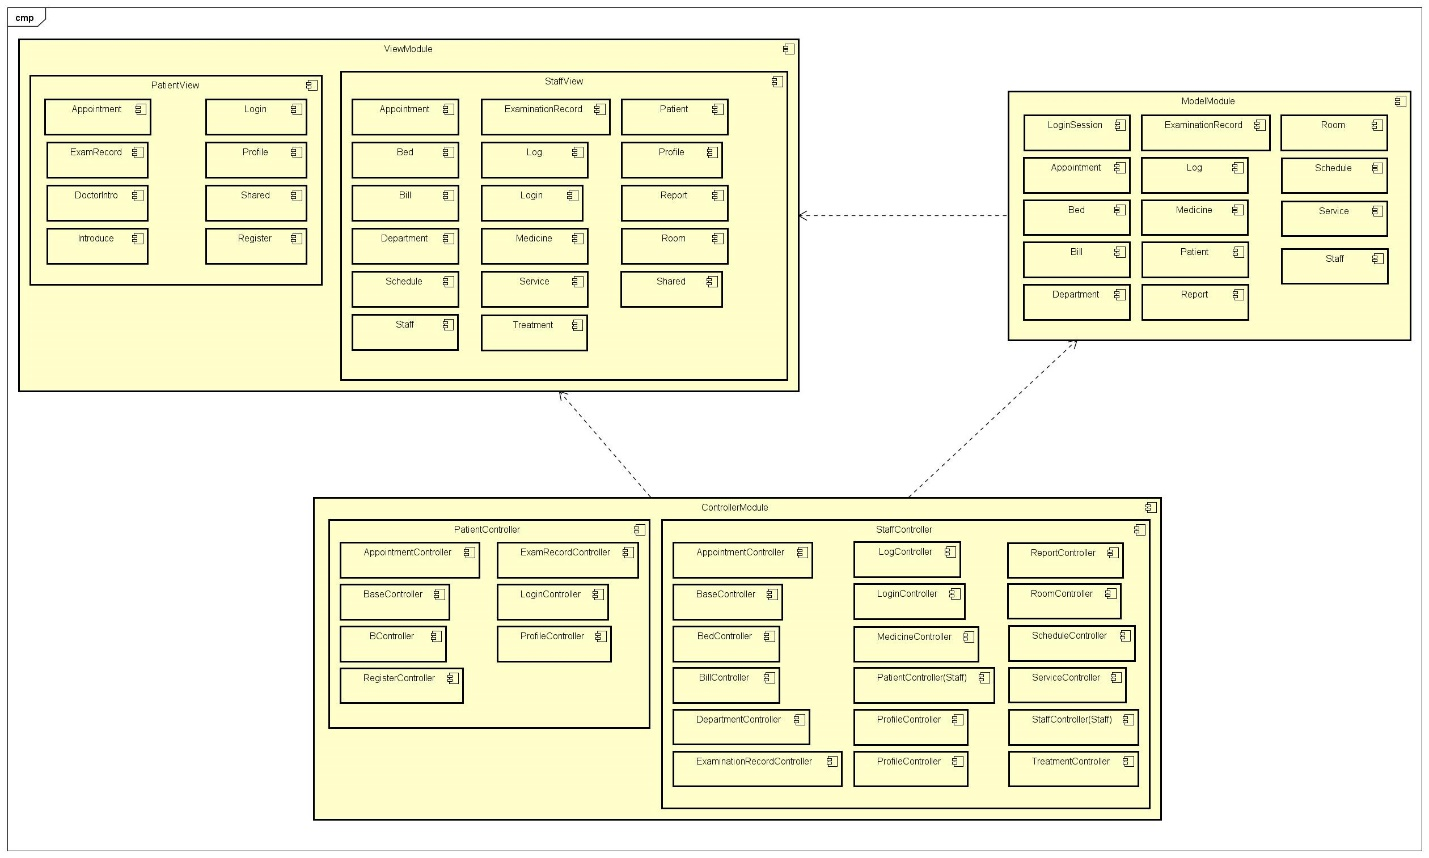 cmp
ViewModule
PatientView
Appointment
Login
ExamRecord
Profile
DoctorIntro
Shared
Introduce
Register
StaffView
Appointment
ExaminationRecord
Patient
Bed
Log
Profile
Bill
Login
Report
Department
Medicine
Room
Schedule
Service
Shared
Staff
Treatment
ModelModule
LoginSession
ExaminationRecord
Room
Appointment
Log
Schedule
Bed
Medicine
Service
Bill
Patient
Staff
Department
Report
ControllerModule
PatientController
AppointmentController
ExamRecordController
BaseController
LoginController
BController
ProfileController
RegisterController
StaffController
AppointmentController
LogController
ReportController
BaseController
LoginController
RoomController
BedController
MedicineController
ScheduleController
BillController
PatientController(Staff)
ServiceController
DepartmentController
ProfileController
StaffController(Staff)
ExaminationRecordController
ProfileController
TreatmentController